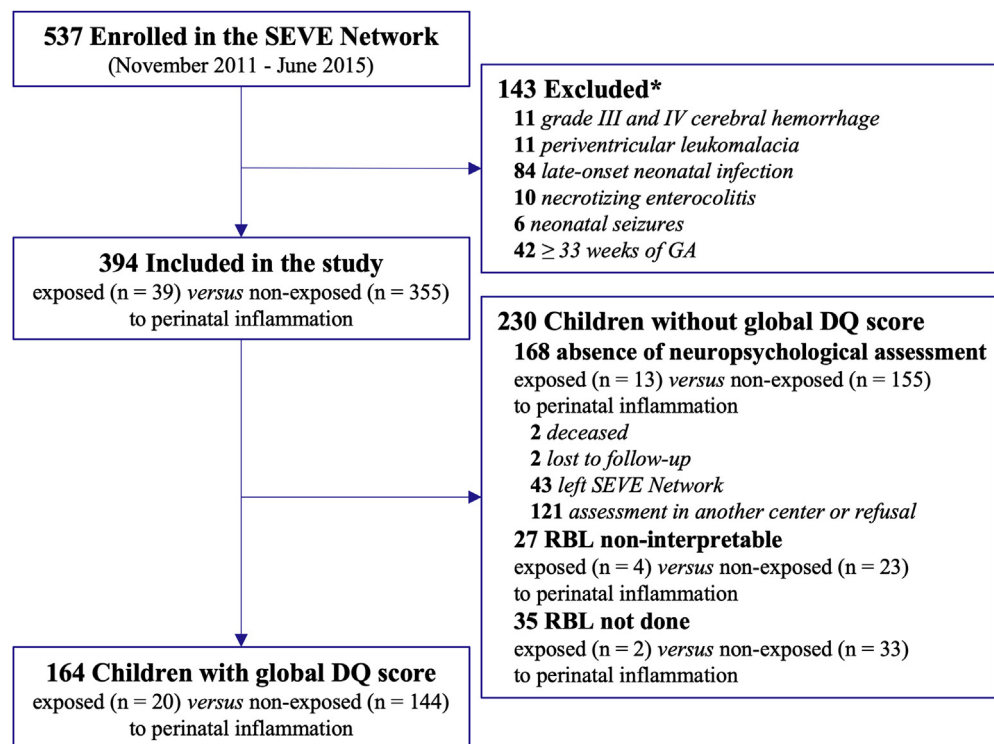 537 Enrolled in the SEVE Network
(November 2011 - June 2015)
143 Excluded*
11 grade III and IV cerebral hemorrhage
11 periventricular leukomalacia
84 late-onset neonatal infection
10 necrotizing enterocolitis
6 neonatal seizures
42 ≥ 33 weeks of GA
394 Included in the study
exposed (n = 39) versus non-exposed (n = 355)
to perinatal inflammation
230 Children without global DQ score
168 absence of neuropsychological assessment
exposed (n = 13) versus non-exposed (n = 155)
to perinatal inflammation
2 deceased
2 lost to follow-up
43 left SEVE Network
121 assessment in another center or refusal
27 RBL non-interpretable
exposed (n = 4) versus non-exposed (n = 23)
to perinatal inflammation
35 RBL not done
exposed (n = 2) versus non-exposed (n = 33)
to perinatal inflammation
164 Children with global DQ score
exposed (n = 20) versus non-exposed (n = 144)
to perinatal inflammation